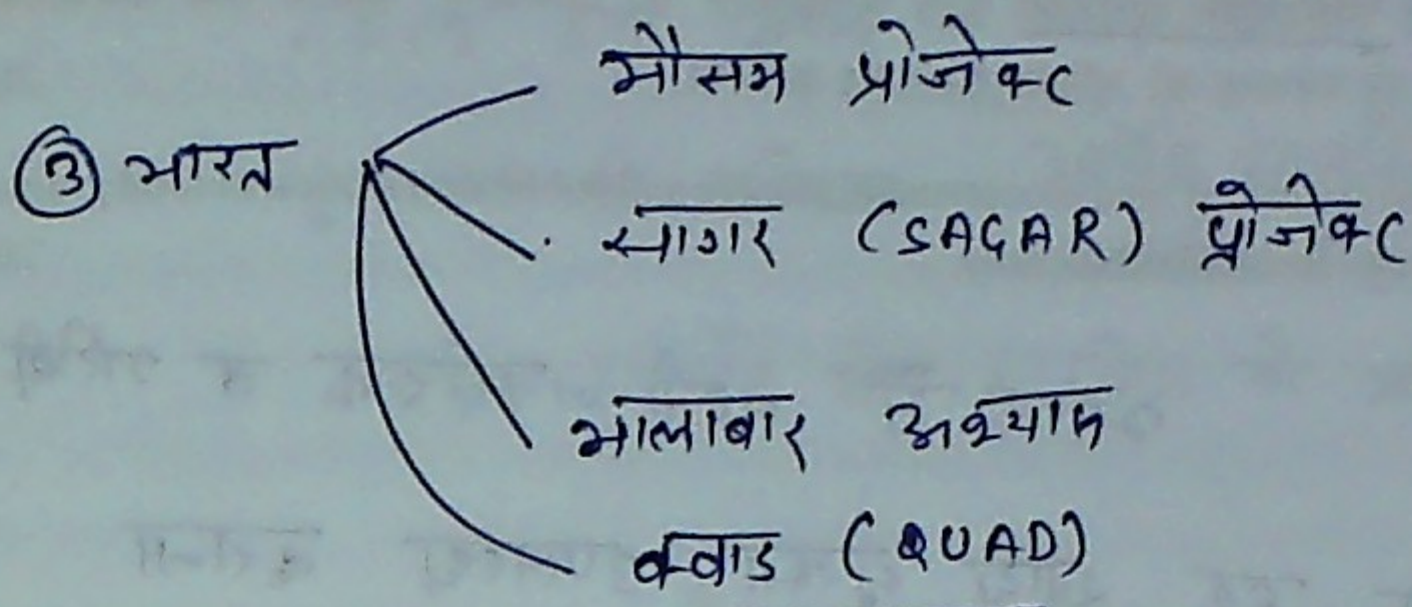 मौसम प्रोजेक्ट
③ भारत
सागर (SAGAR) प्रोजेक्ट
मालाबार अभ्यास
क्वाड (QUAD)